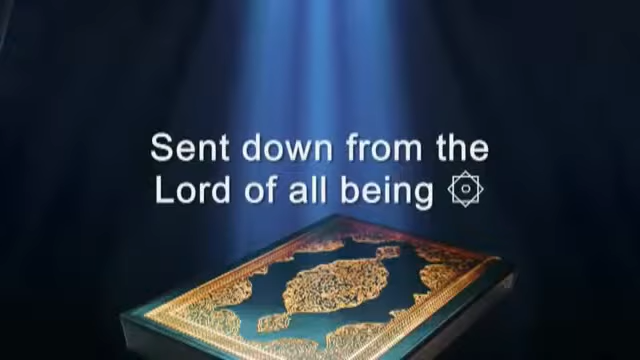 Sent down from the
Lord of all being ۞